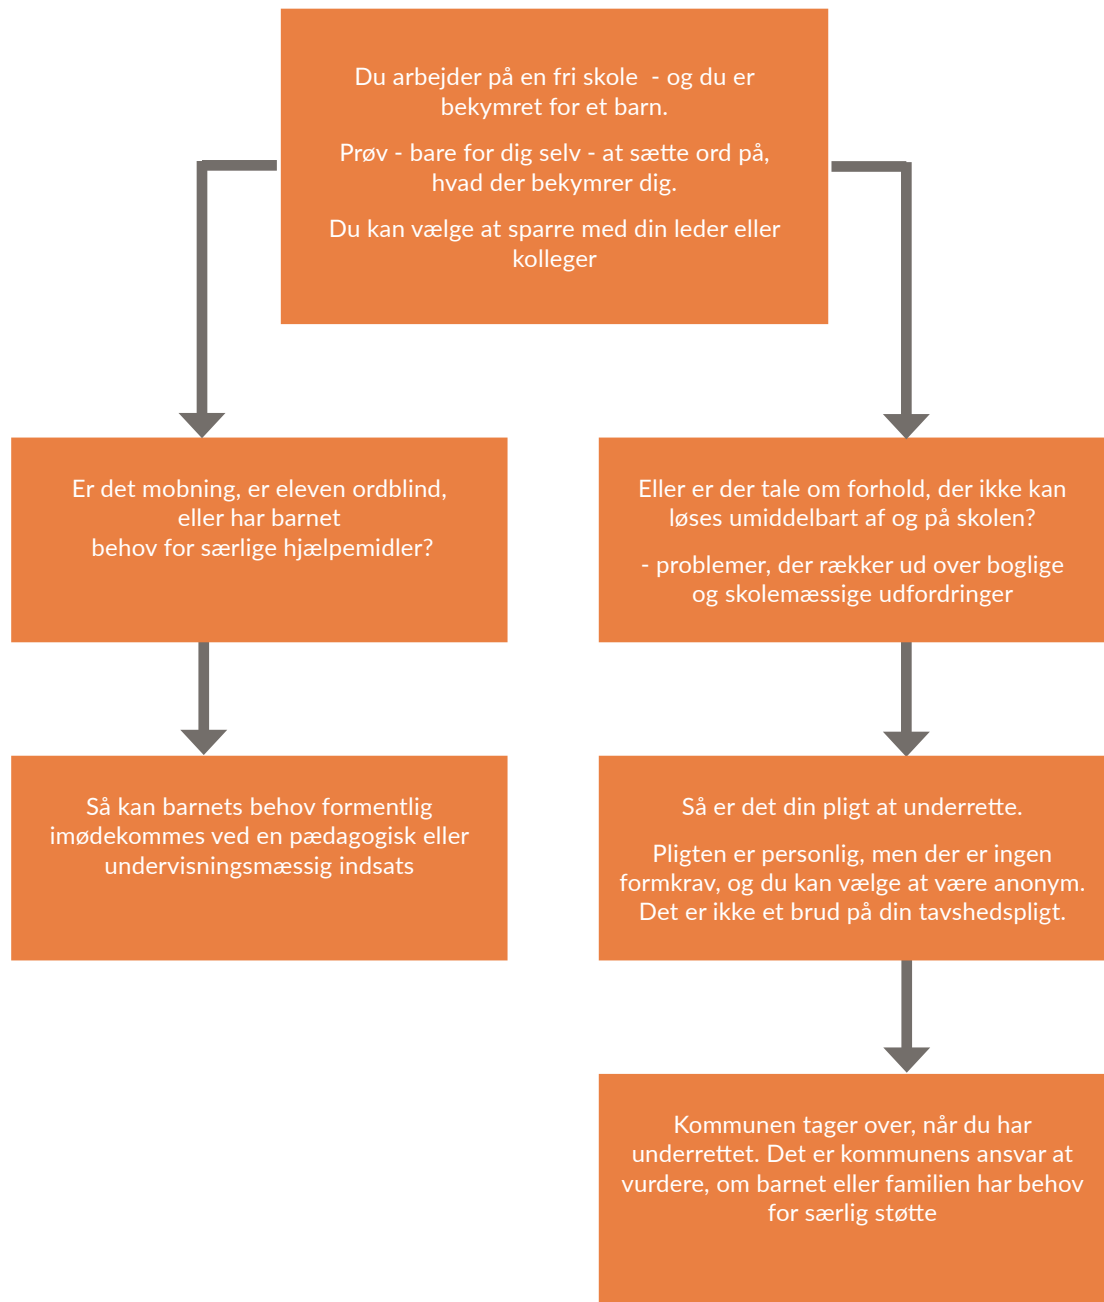 Du arbejder på en fri skole - og du er
bekymret for et barn.
Prøv - bare for dig selv - at sætte ord på,
hvad der bekymrer dig.
Du kan vælge at sparre med din leder eller
kolleger
Er det mobning, er eleven ordblind,
eller har barnet
behov for særlige hjælpemidler?
Eller er der tale om forhold, der ikke kan
løses umiddelbart af og på skolen?
- problemer, der rækker ud over boglige
og skolemæssige udfordringer
Så kan barnets behov formentlig
imødekommes ved en pædagogisk eller
undervisningsmæssig indsats
Så er det din pligt at underrette.
Pligten er personlig, men der er ingen
formkrav, og du kan vælge at være anonym.
Det er ikke et brud på din tavshedspligt.
Kommunen tager over, når du har
underrettet. Det er kommunens ansvar at
vurdere, om barnet eller familien har behov
for særlig støtte